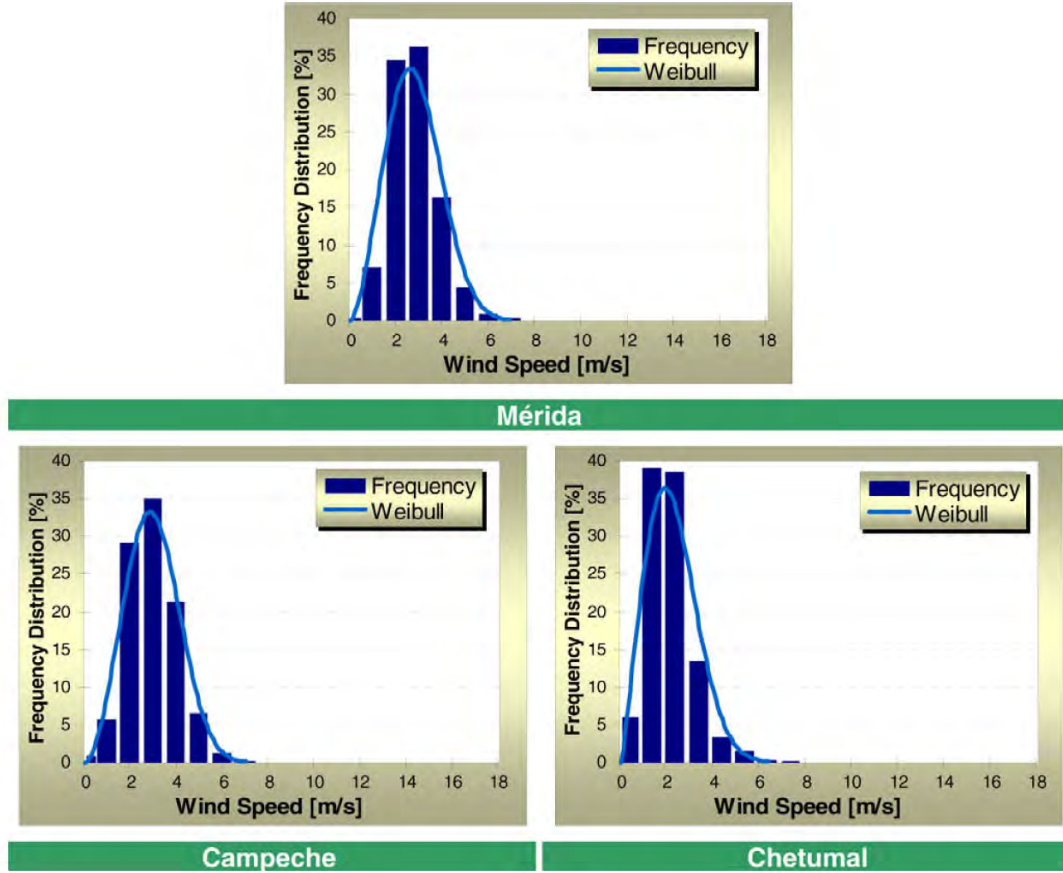 40
35
30
25
20
15
10
5
0
Frequency Distribution [%]
Frequency
Weibull
0 2 4 6 8 10 12 14 16 18
Wind Speed [m/s]
Mérida
40
35
30
25
20
15
10
5
0
Frequency Distribution [%]
Frequency
Weibull
0 2 4 6 8 10 12 14 16 18
Wind Speed [m/s]
Campeche
40
35
30
25
20
15
10
5
0
Frequency Distribution [%]
Frequency
Weibull
0 2 4 6 8 10 12 14 16 18
Wind Speed [m/s]
Chetumal